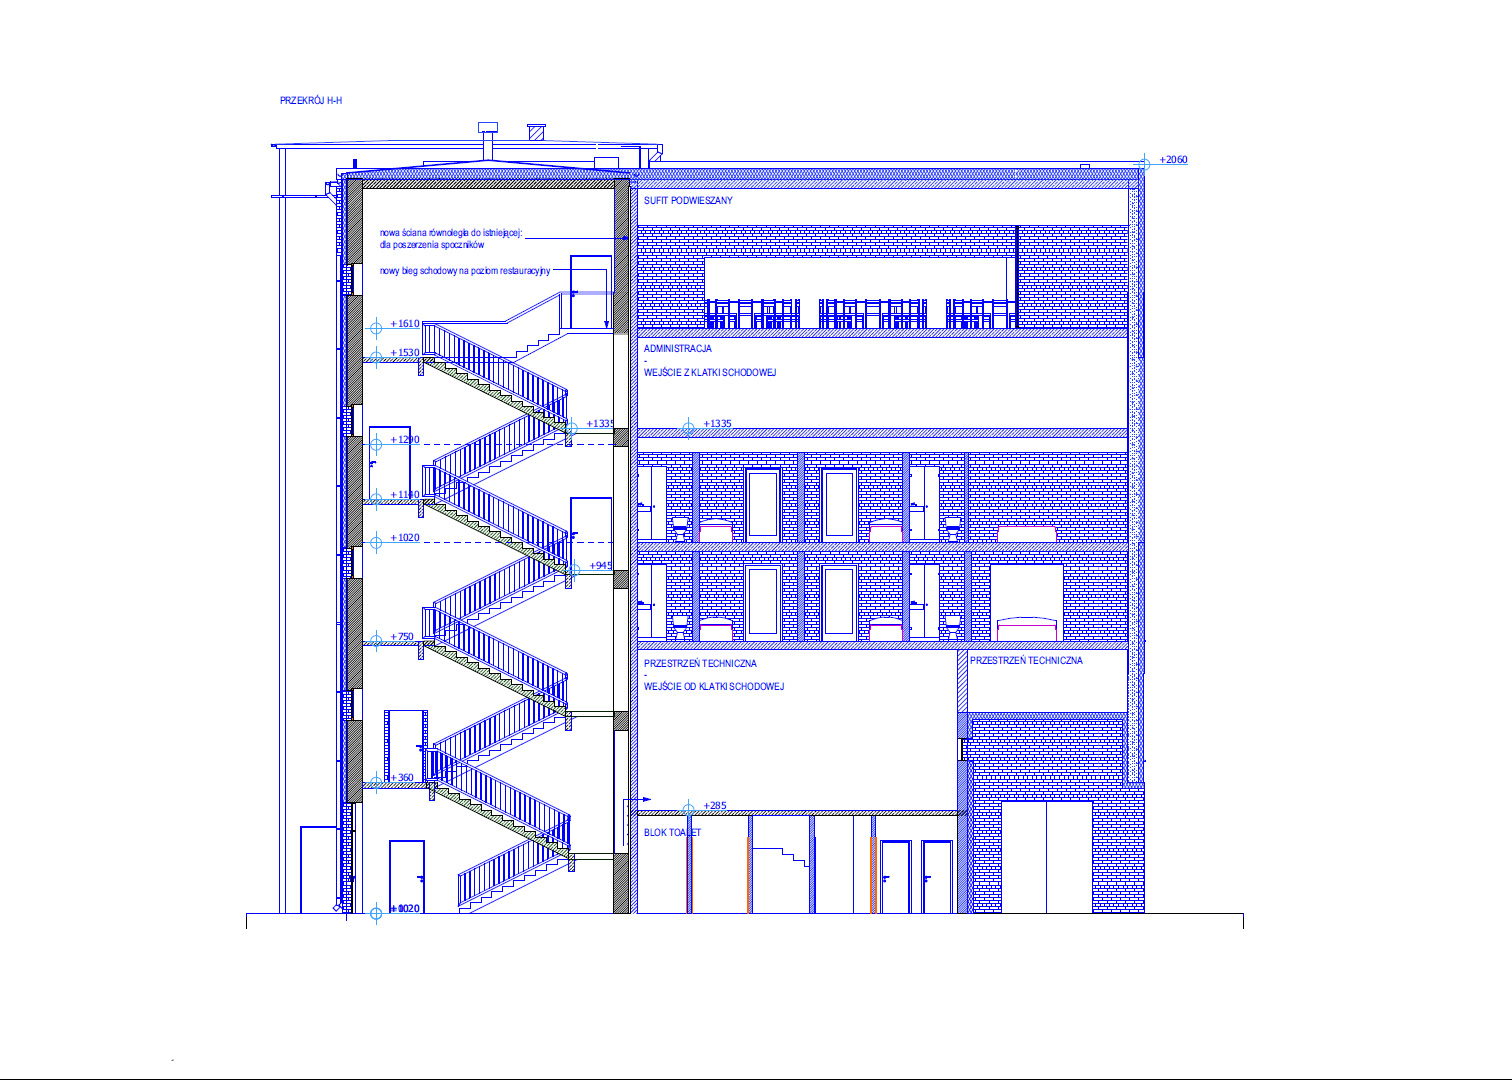 PRZEKRÓJ H-H
+2060
SUFIT PODWIESZANY
nowa ściana równoległa do istniejącej:
dla poszerzenia spoczników
nowy bieg schodowy na poziom restauracyjny
+1610
+1530
ADMINISTRACJA
-
WEJŚCIE Z KLATKI SCHODOWEJ
+1335
+1335
+1290
+1140
+1020
+945
+750
PRZESTRZEŃ TECHNICZNA
-
WEJŚCIE OD KLATKI SCHODOWEJ
PRZESTRZEŃ TECHNICZNA
+360
+285
BLOK TOALET